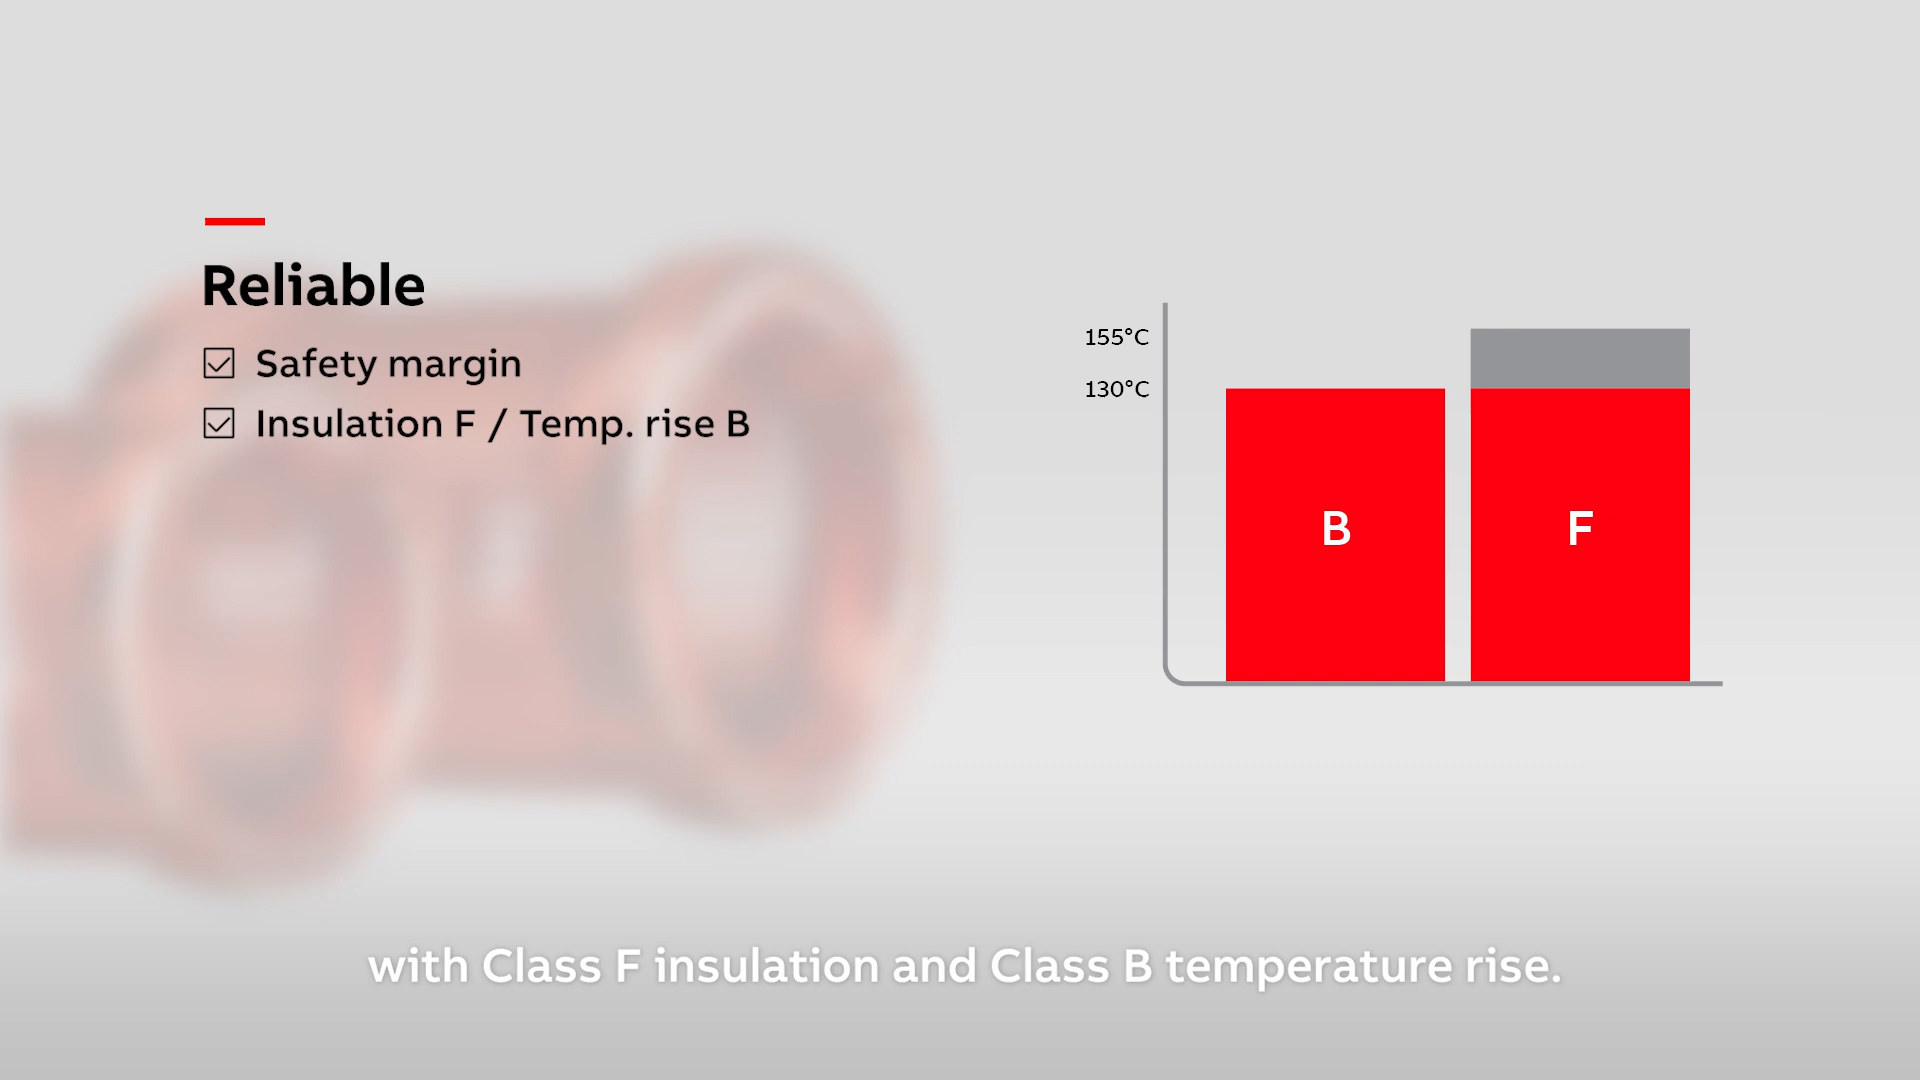 Reliable
Safety margin
Insulation F / Temp. rise B
155°C
130°C
B
F
with Class F insulation and Class B temperature rise.